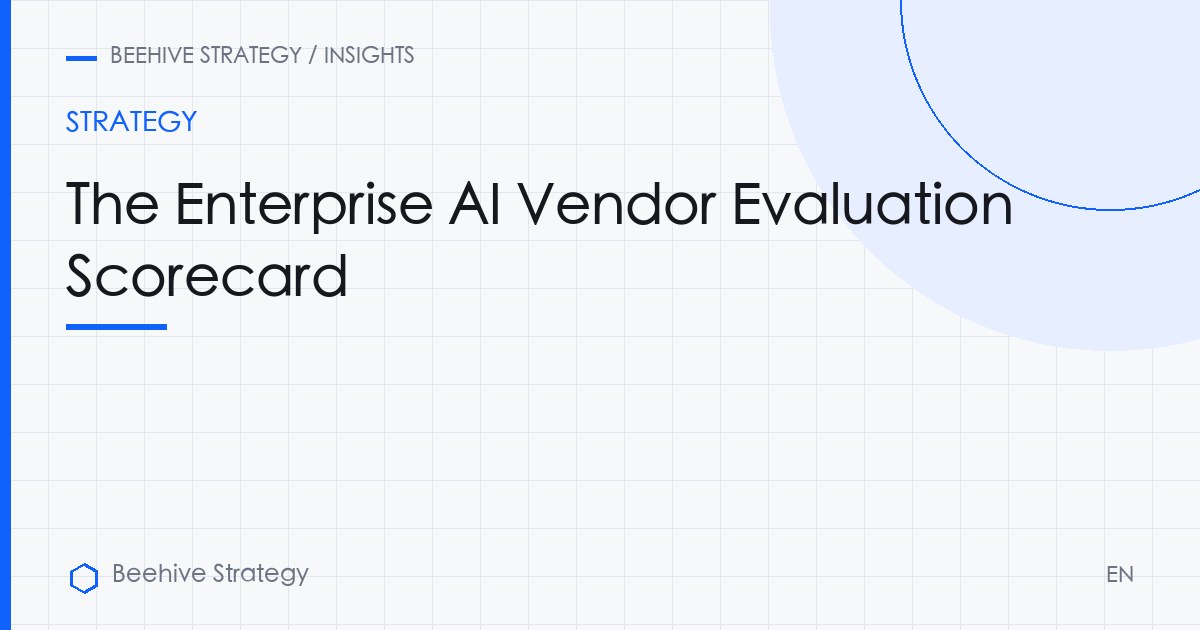 BEEHIVE STRATEGY / INSIGHTS
STRATEGY
The Enterprise AI Vendor Evaluation
Scorecard
Beehive Strategy
EN